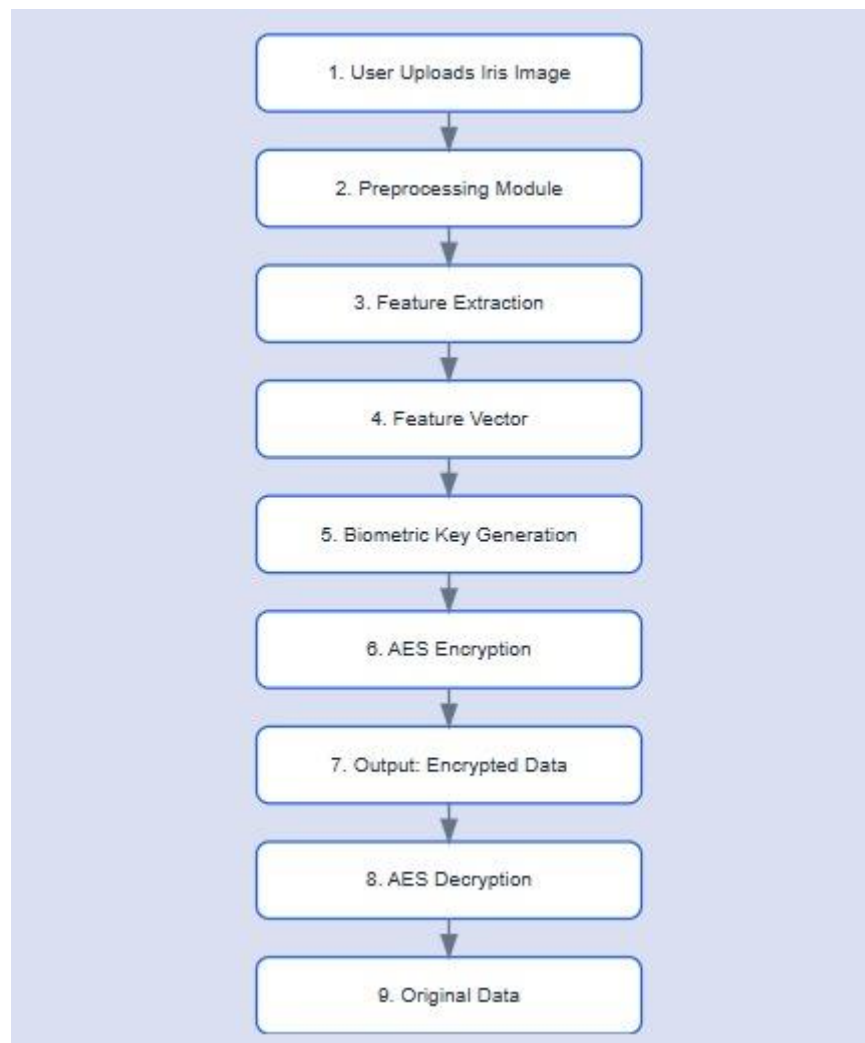 1. User Uploads Iris Image
2. Preprocessing Module
3. Feature Extraction
4. Feature Vector
5. Biometric Key Generation
6. AES Encryption
7. Output: Encrypted Data
8. AES Decryption
9. Original Data